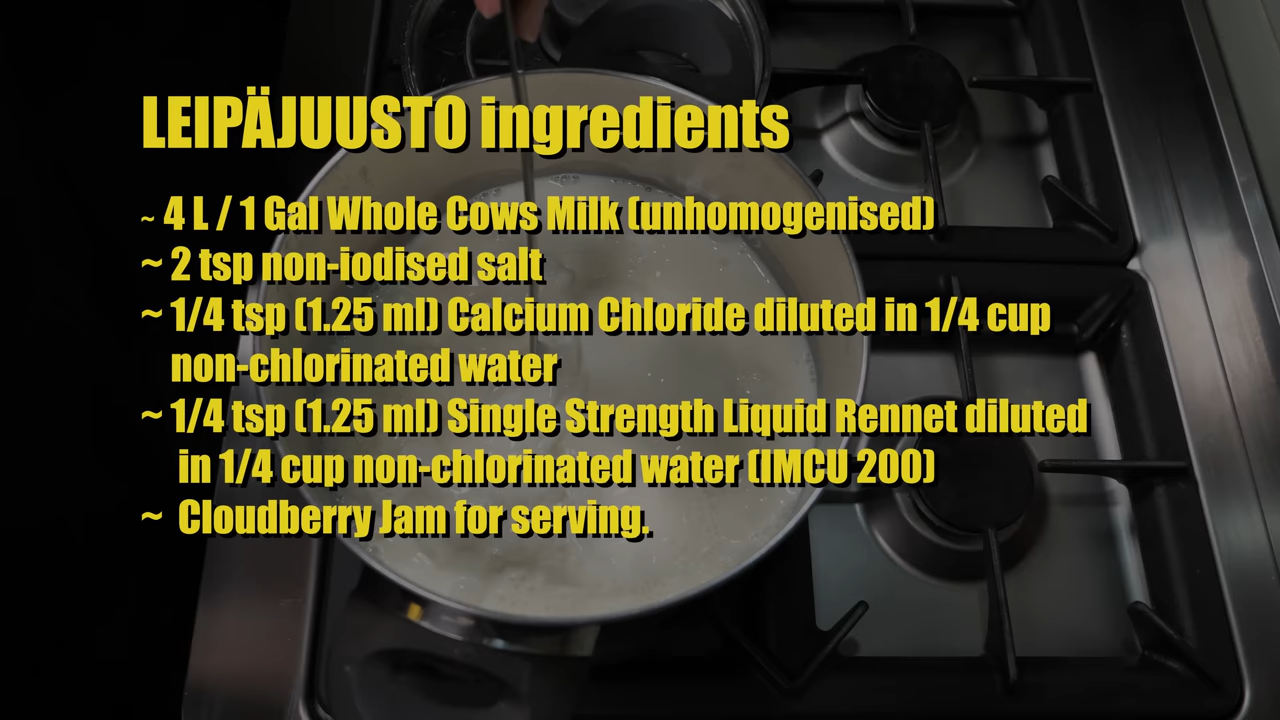 LEIPÄJUUSTO ingredients
~ 4 L / 1 Gal Whole Cows Milk (unhomogenised)
~ 2 tsp non-iodised salt
~ 1/4 tsp (1.25 ml) Calcium Chloride diluted in 1/4 cup
non-chlorinated water
~ 1/4 tsp (1.25 ml) Single Strength Liquid Rennet diluted
in 1/4 cup non-chlorinated water (IMCU 200)
~ Cloudberry Jam for serving.